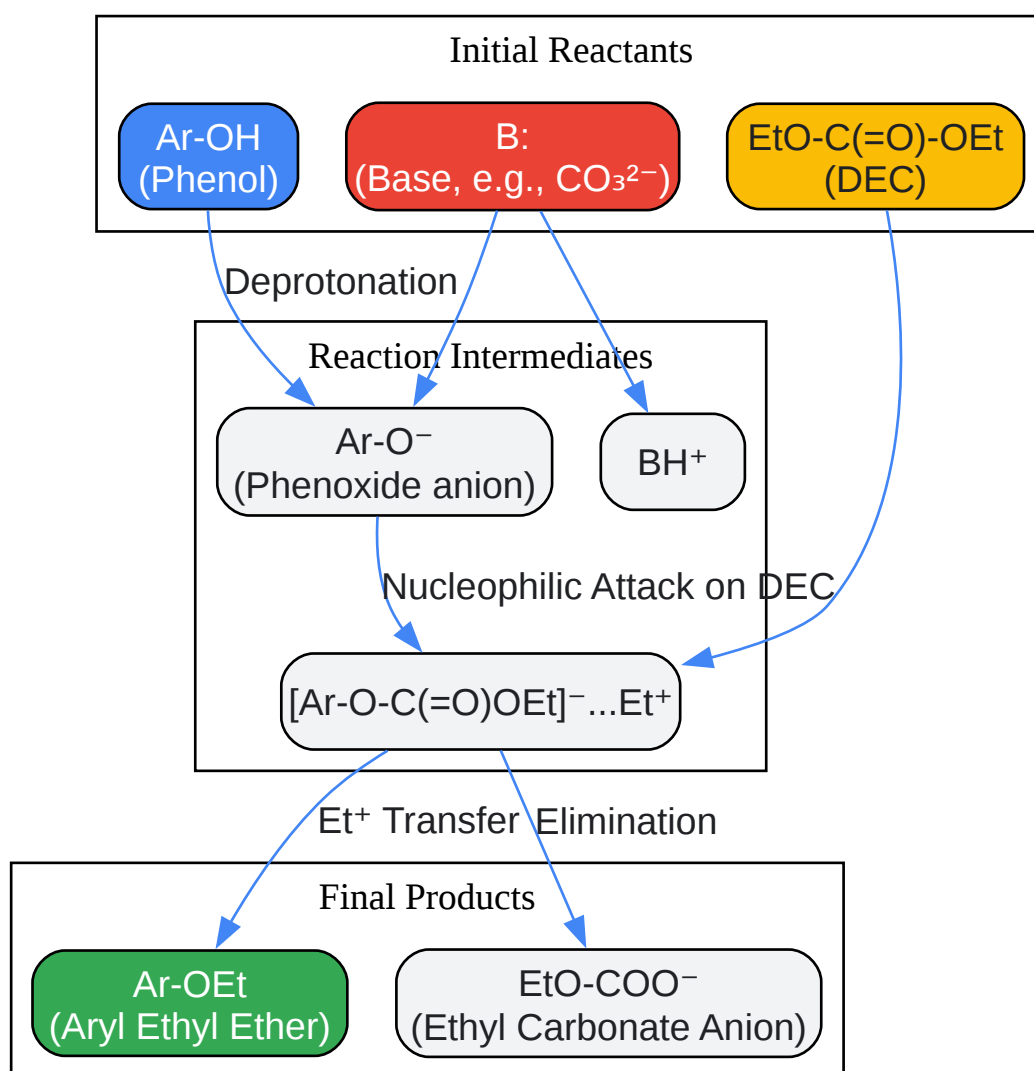 Initial Reactants
Ar-OH
(Phenol)
B:
(Base, e.g., CO₃²⁻)
EtO-C(=O)-OEt
(DEC)
Deprotonation
Reaction Intermediates
Ar-O⁻
(Phenoxide anion)
BH⁺
Nucleophilic Attack on DEC
[Ar-O-C(=O)OEt]⁻...Et⁺
Et⁺ Transfer
Elimination
Final Products
Ar-OEt
(Aryl Ethyl Ether)
EtO-COO⁻
(Ethyl Carbonate Anion)